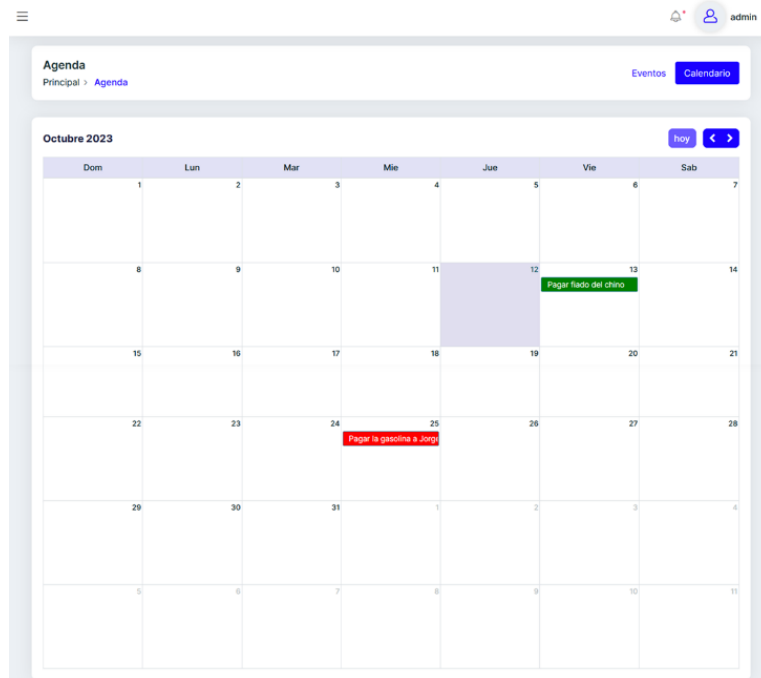 admin
Agenda
Principal > Agenda
Eventos Calendario
Octubre 2023
hoy
Dom Lun Mar Mie Jue Vie Sab
1 2 3 4 5 6 7
8 9 10 11 12 13 14
Pagar fiado del chino
15 16 17 18 19 20 21
22 23 24 25 26 27 28
Pagar la gasolina a Jorge
29 30 31 1 2 3 4
5 6 7 8 9 10 11